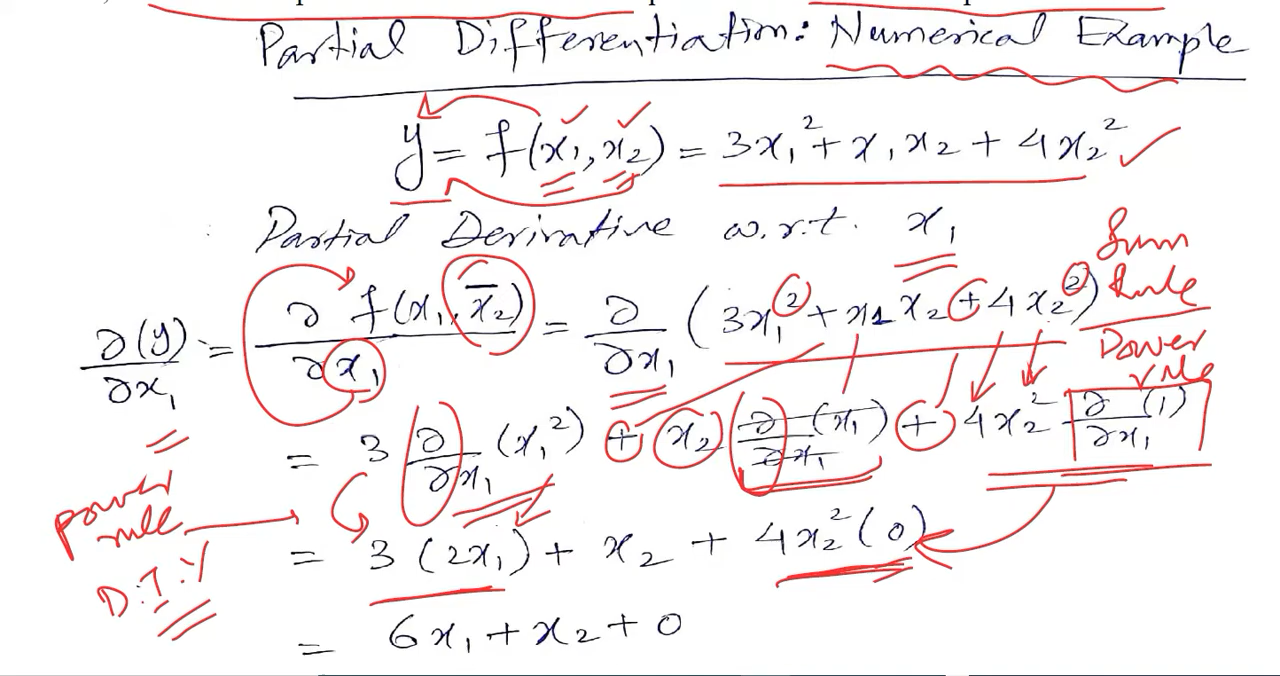 Partial Differentiation: Numerical Example
y = f(x₁, x₂) = 3x₁² + x₁x₂ + 4x₂²
Partial Derivative w.r.t. x₁
Sum Rule
∂(y)/∂x₁ = ∂f(x₁, x̄₂)/∂x₁ = ∂/∂x₁ (3x₁² + x₁x₂ + 4x₂²)
Power rule
= 3 ∂/∂x₁ (x₁²) + x₂ ∂/∂x₁ (x₁) + 4x₂² ∂(1)/∂x₁
power rule
= 3(2x₁) + x₂ + 4x₂²(0)
= 6x₁ + x₂ + 0